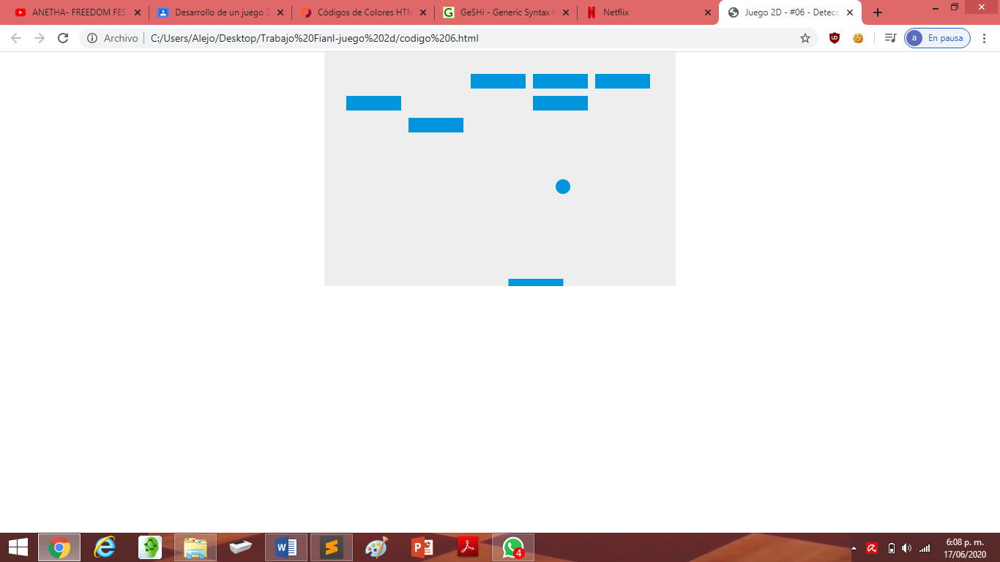 ANETHA- FREEDOM FES
Desarrollo de un juego 2
Códigos de Colores HTM
GeSHi - Generic Syntax H
Netflix
Juego 2D - #06 - Detecc
Archivo
C:/Users/Alejo/Desktop/Trabajo%20Fianl-juego%202d/codigo%206.html
a
En pausa
4
6:08 p. m.
17/06/2020